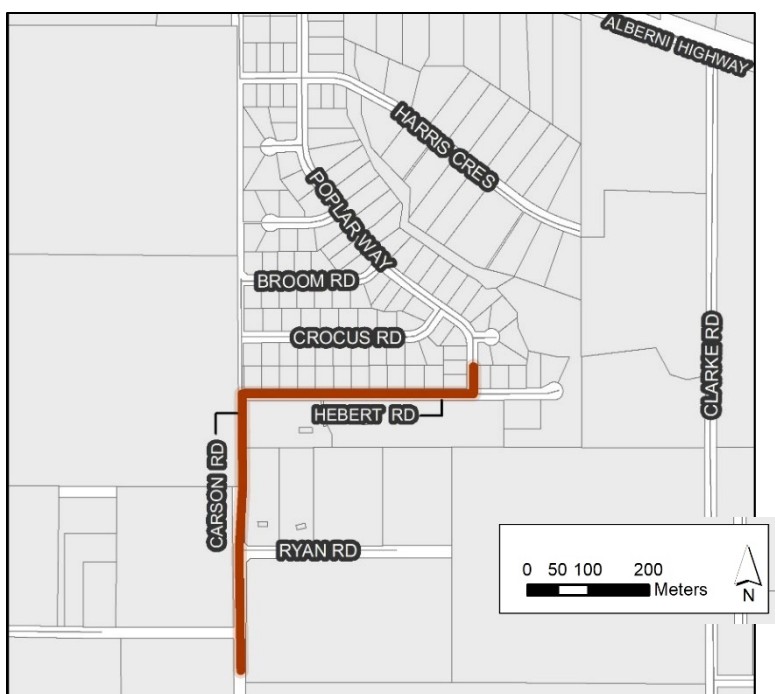 ALBERNI HIGHWAY
HARRIS CRES
POPLAR WAY
BROOM RD
CROCUS RD
CLARKE RD
HEBERT RD
CARSON RD
RYAN RD
0 50 100 200
Meters
N